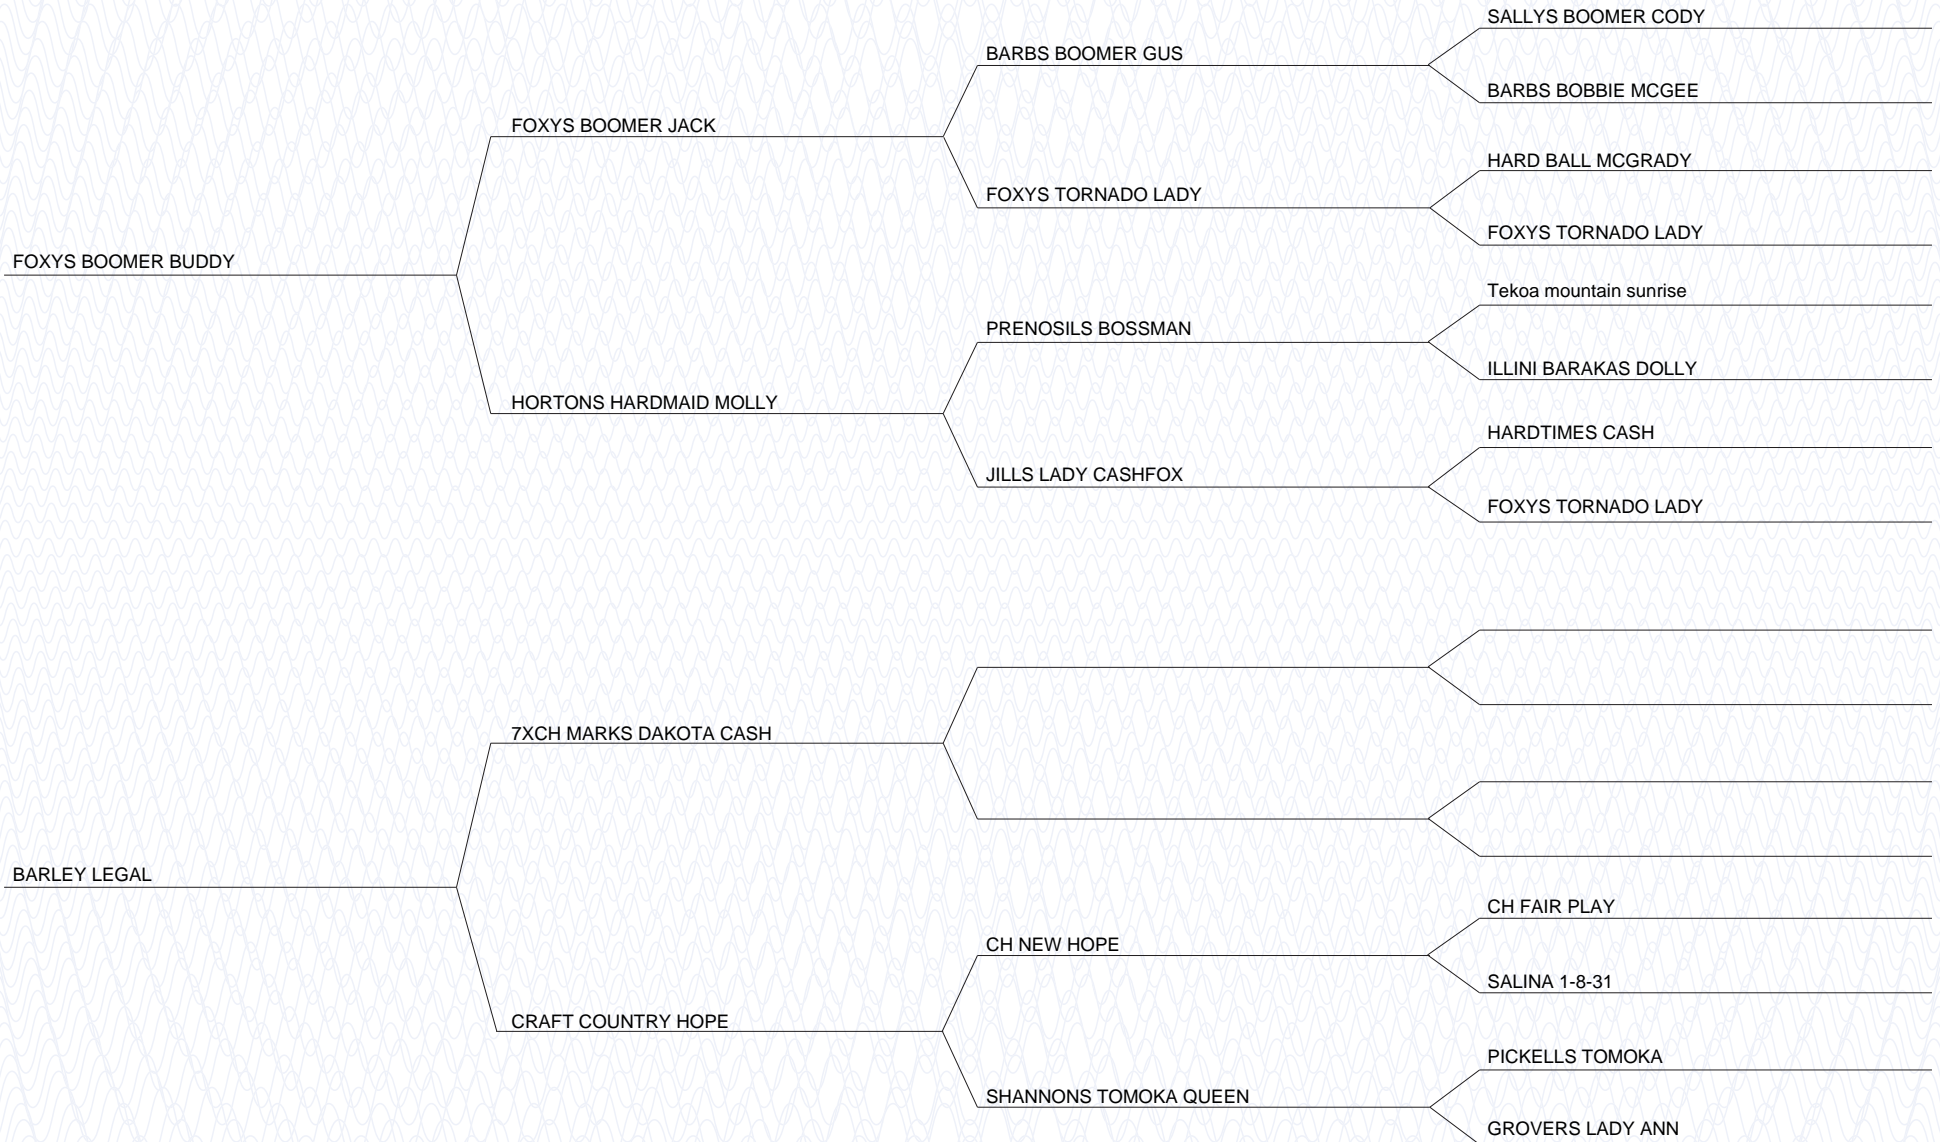 SALLYS BOOMER CODY
BARBS BOOMER GUS
BARBS BOBBIE MCGEE
FOXYS BOOMER JACK
HARD BALL MCGRADY
FOXYS TORNADO LADY
FOXYS TORNADO LADY
FOXYS BOOMER BUDDY
Tekoa mountain sunrise
PRENOSILS BOSSMAN
ILLINI BARAKAS DOLLY
HORTONS HARDMAID MOLLY
HARDTIMES CASH
JILLS LADY CASHFOX
FOXYS TORNADO LADY
7XCH MARKS DAKOTA CASH
BARLEY LEGAL
CH FAIR PLAY
CH NEW HOPE
SALINA 1-8-31
CRAFT COUNTRY HOPE
PICKELLS TOMOKA
SHANNONS TOMOKA QUEEN
GROVERS LADY ANN